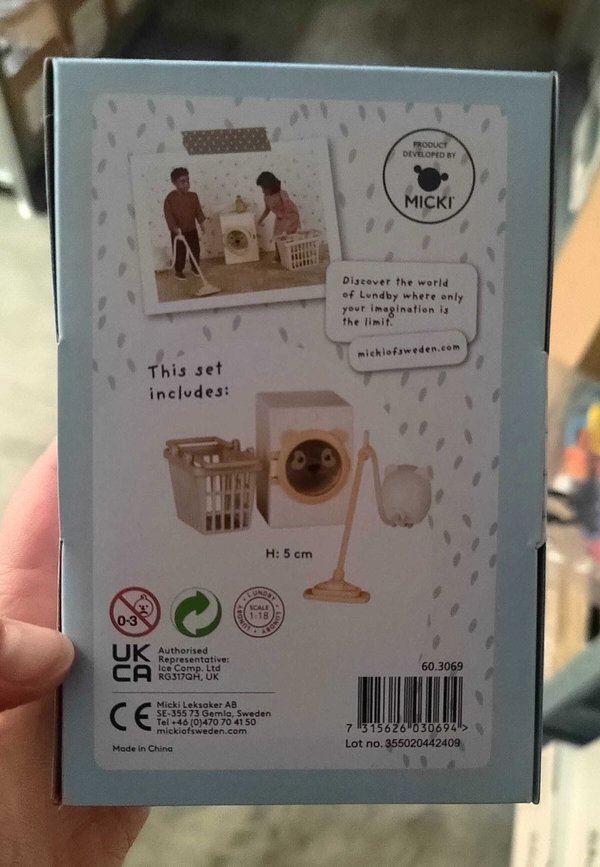 PRODUCT
DEVELOPED BY
MICKI
Discover the world
of Lundby where only
your imagination is
the limit.
mickiofsweden.com
This set
includes:
H: 5 cm
0-3
LUNDBY
SCALE
1:18
LUNDBY
LUNDBY
UK
CA
Authorised
Representative:
Ice Comp. Ltd
RG317QH, UK
CE
Micki Leksaker AB
SE-355 73 Gemla, Sweden
Tel +46 (0)470 70 41 50
mickiofsweden.com
Made in China
60.3069
7 315626 030694 >
Lot no. 355020442409